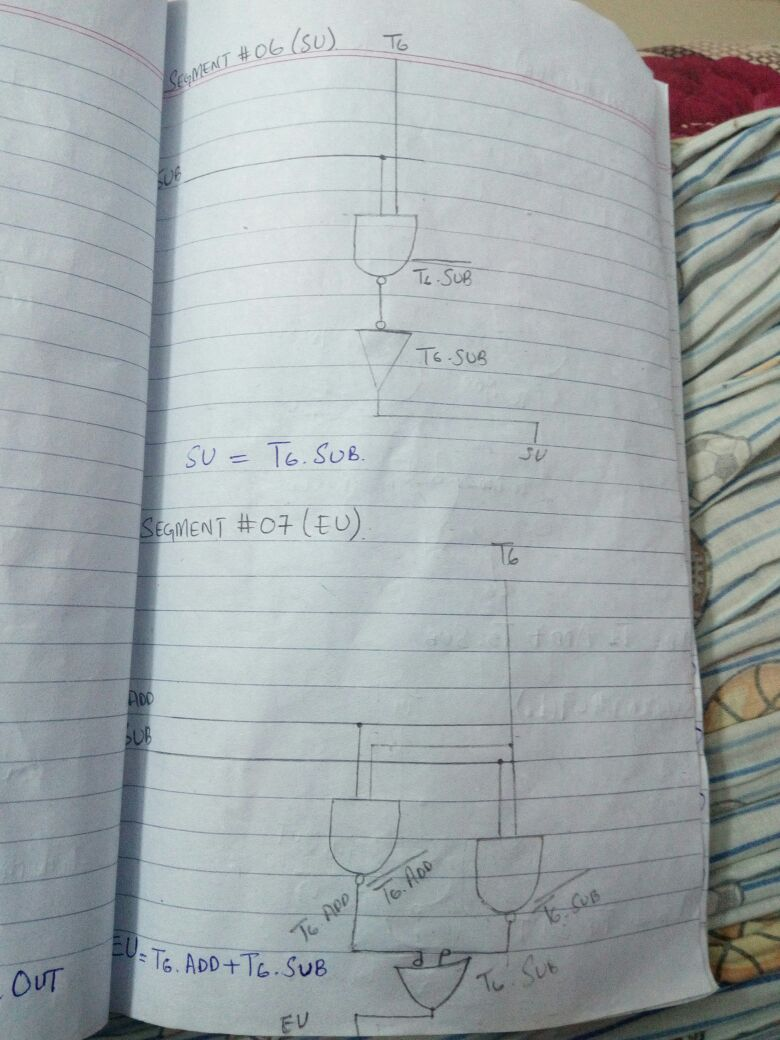 SEGMENT #06 (SU)
T6
SUB
T6.SUB
T6.SUB
SU = T6.SUB.
SU
SEGMENT #07 (EU)
T6
ADD
SUB
T6.ADD
T6.ADD
T6.SUB
EU = T6.ADD + T6.SUB
T6.SUB
. OUT
EU